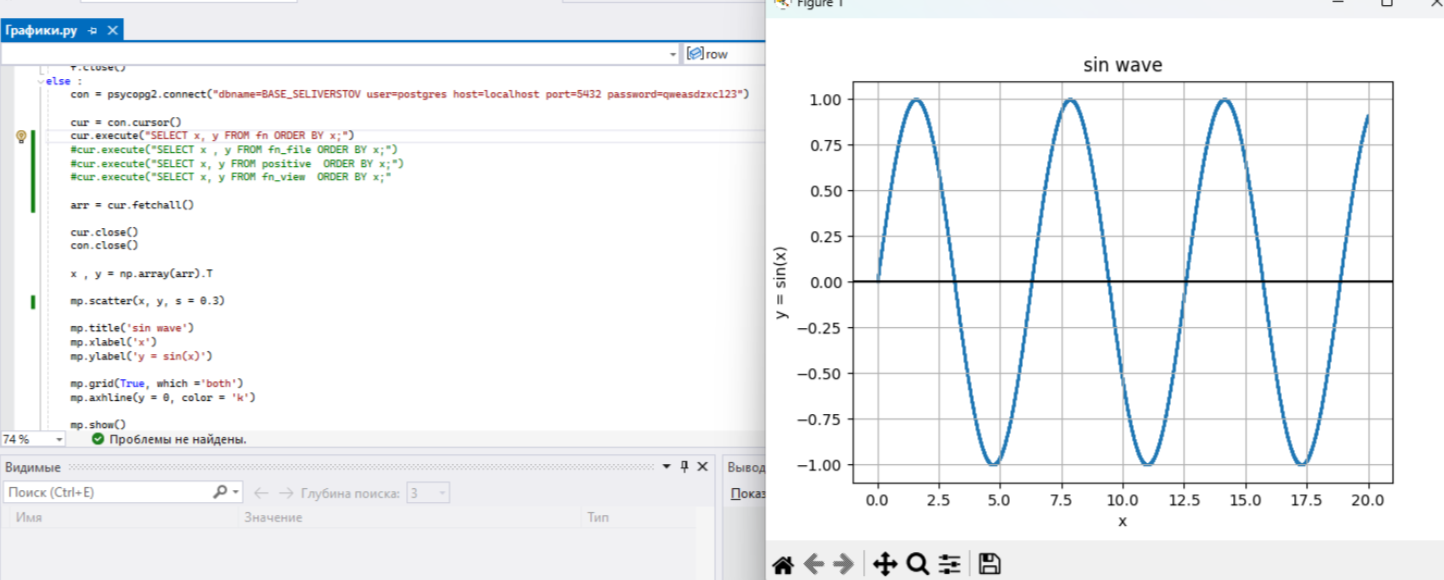 Графики.py
row
f.close()
else :
con = psycopg2.connect("dbname=BASE_SELIVERSTOV user=postgres host=localhost port=5432 password=qweasdzxc123")
cur = con.cursor()
cur.execute("SELECT x, y FROM fn ORDER BY x;")
#cur.execute("SELECT x , y FROM fn_file ORDER BY x;")
#cur.execute("SELECT x, y FROM positive  ORDER BY x;")
#cur.execute("SELECT x, y FROM fn_view  ORDER BY x;"
arr = cur.fetchall()
cur.close()
con.close()
x , y = np.array(arr).T
mp.scatter(x, y, s = 0.3)
mp.title('sin wave')
mp.xlabel('x')
mp.ylabel('y = sin(x)')
mp.grid(True, which ='both')
mp.axhline(y = 0, color = 'k')
mp.show()
74 %
Проблемы не найдены.
Видимые
Поиск (Ctrl+E)
Глубина поиска: 3
Имя Значение Тип
Вывод
Показ
Figure 1
sin wave
1.00
0.75
0.50
0.25
0.00
−0.25
−0.50
−0.75
−1.00
y = sin(x)
0.0 2.5 5.0 7.5 10.0 12.5 15.0 17.5 20.0
x